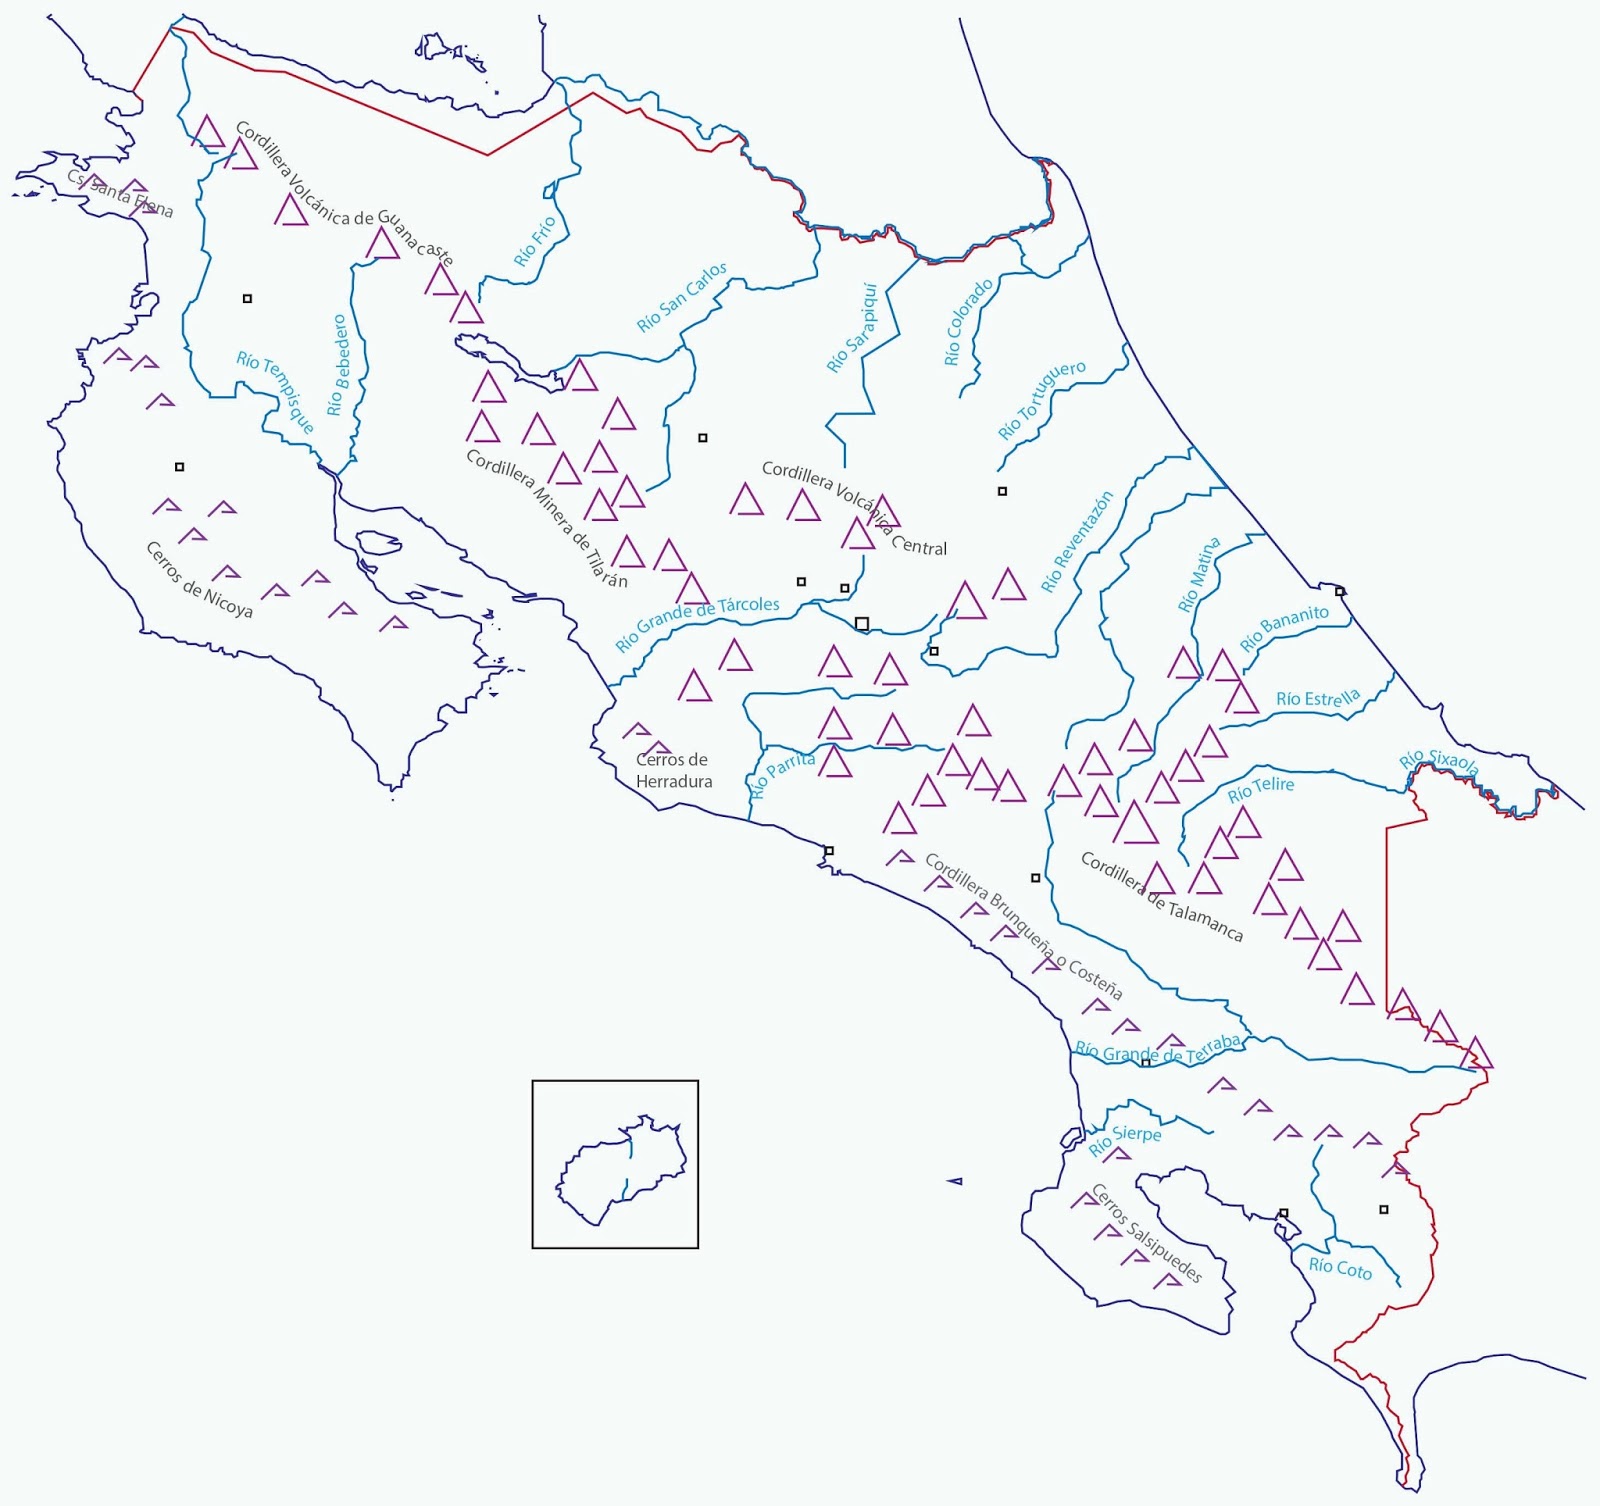 Cordillera Volcánica de Guanacaste
Cs. Santa Elena
Río Frío
Río San Carlos
Río Sarapiquí
Río Colorado
Río Tortuguero
Río Tempisque
Río Bebedero
Cordillera Minera de Tilarán
Cordillera Volcánica Central
Río Reventazón
Río Matina
Cerros de Nicoya
Río Grande de Tárcoles
Río Bananito
Río Estrella
Cerros de
Herradura
Río Parrita
Río Sixaola
Río Telire
Cordillera Brunqueña o Costeña
Cordillera de Talamanca
Río Grande de Terraba
Río Sierpe
Cerros Salsipuedes
Río Coto